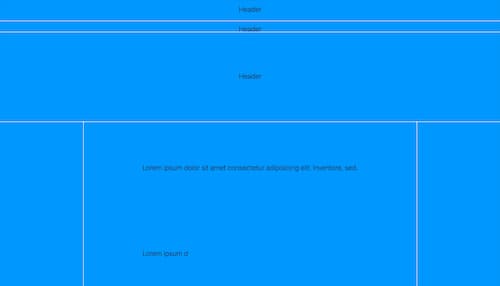 Header
Header
Header
Lorem ipsum dolor sit amet consectetur adipisicing elit. Inventore, sed.
Lorem ipsum d